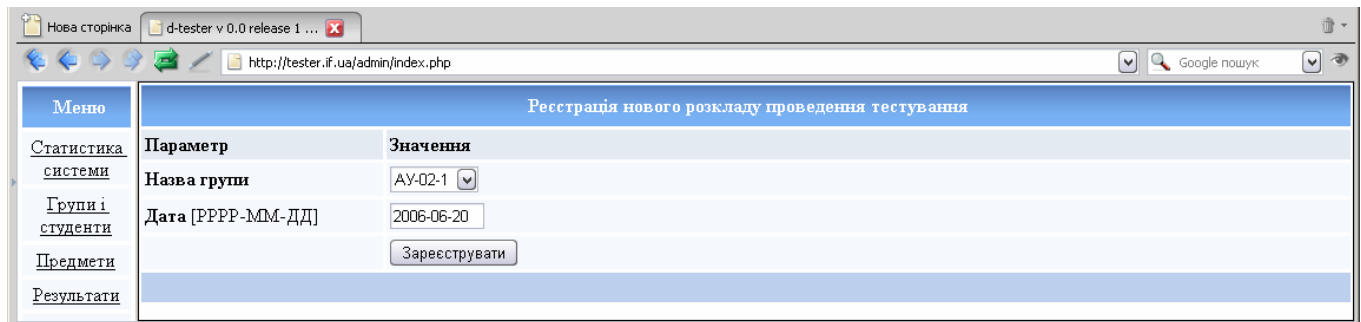 Нова сторінка
d-tester v 0.0 release 1 ...
http://tester.if.ua/admin/index.php
Google пошук
Меню
Реєстрація нового розкладу проведення тестування
Статистика системи
Параметр
Значення
Назва групи
АУ-02-1
Групи і студенти
Дата [РРРР-ММ-ДД]
2006-06-20
Предмети
Зареєструвати
Результати